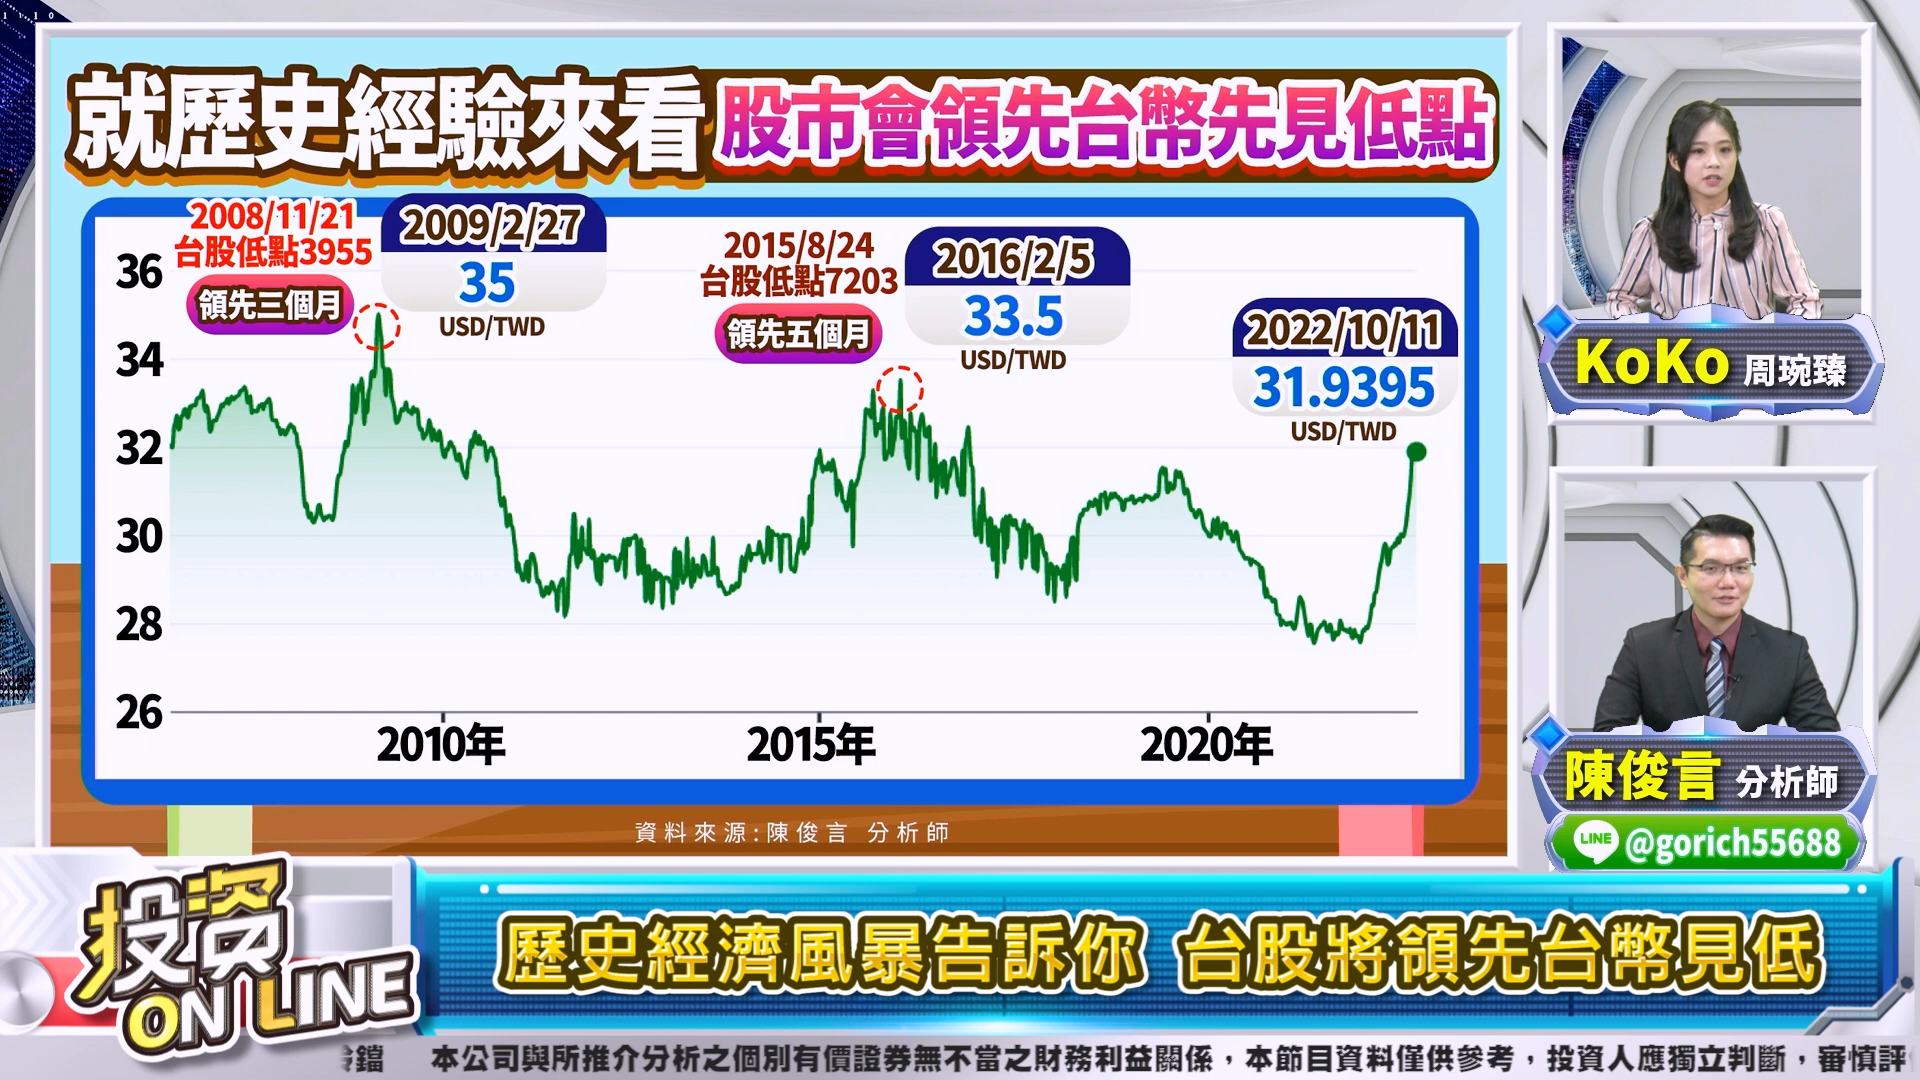 就歷史經驗來看 股市會領先台幣先見低點
2008/11/21
台股低點3955
領先三個月
2009/2/27
35
USD/TWD
2015/8/24
台股低點7203
領先五個月
2016/2/5
33.5
USD/TWD
2022/10/11
31.9395
USD/TWD
36
34
32
30
28
26
2010年
2015年
2020年
資料來源:陳俊言 分析師
KoKo 周琬臻
陳俊言 分析師
LINE @gorich55688
投資
ON LINE
歷史經濟風暴告訴你 台股將領先台幣見低
本公司與所推介分析之個別有價證券無不當之財務利益關係，本節目資料僅供參考，投資人應獨立判斷，審慎評